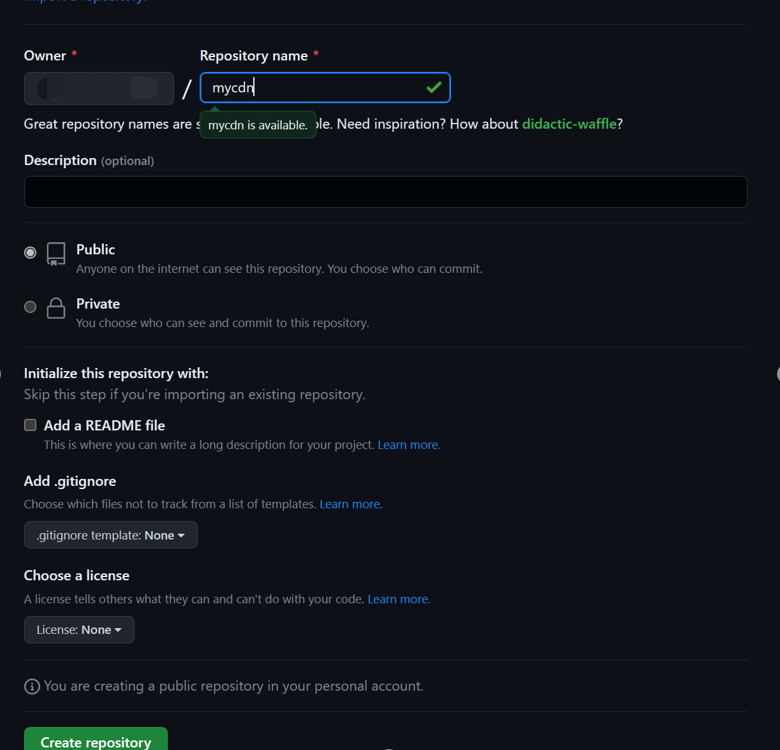 Import a repository.
Owner *
Repository name *
/
mycdn
Great repository names are s
mycdn is available.
ble. Need inspiration? How about didactic-waffle?
Description (optional)
Public
Anyone on the internet can see this repository. You choose who can commit.
Private
You choose who can see and commit to this repository.
Initialize this repository with:
Skip this step if you're importing an existing repository.
Add a README file
This is where you can write a long description for your project. Learn more.
Add .gitignore
Choose which files not to track from a list of templates. Learn more.
.gitignore template: None
Choose a license
A license tells others what they can and can't do with your code. Learn more.
License: None
You are creating a public repository in your personal account.
Create repository